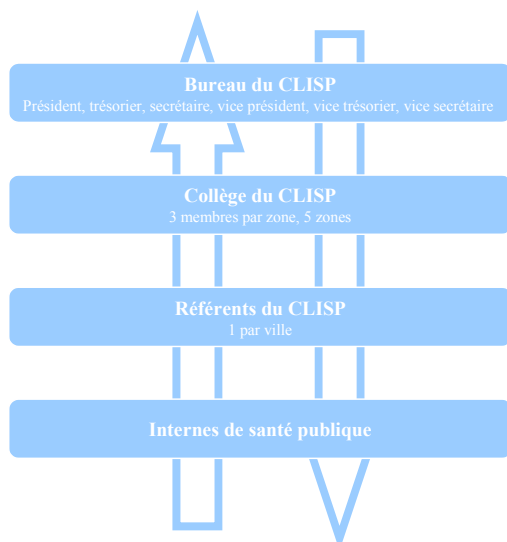 Bureau du CLISP
Président, trésorier, secrétaire, vice président, vice trésorier, vice secrétaire
Collège du CLISP
3 membres par zone, 5 zones
Référents du CLISP
1 par ville
Internes de santé publique